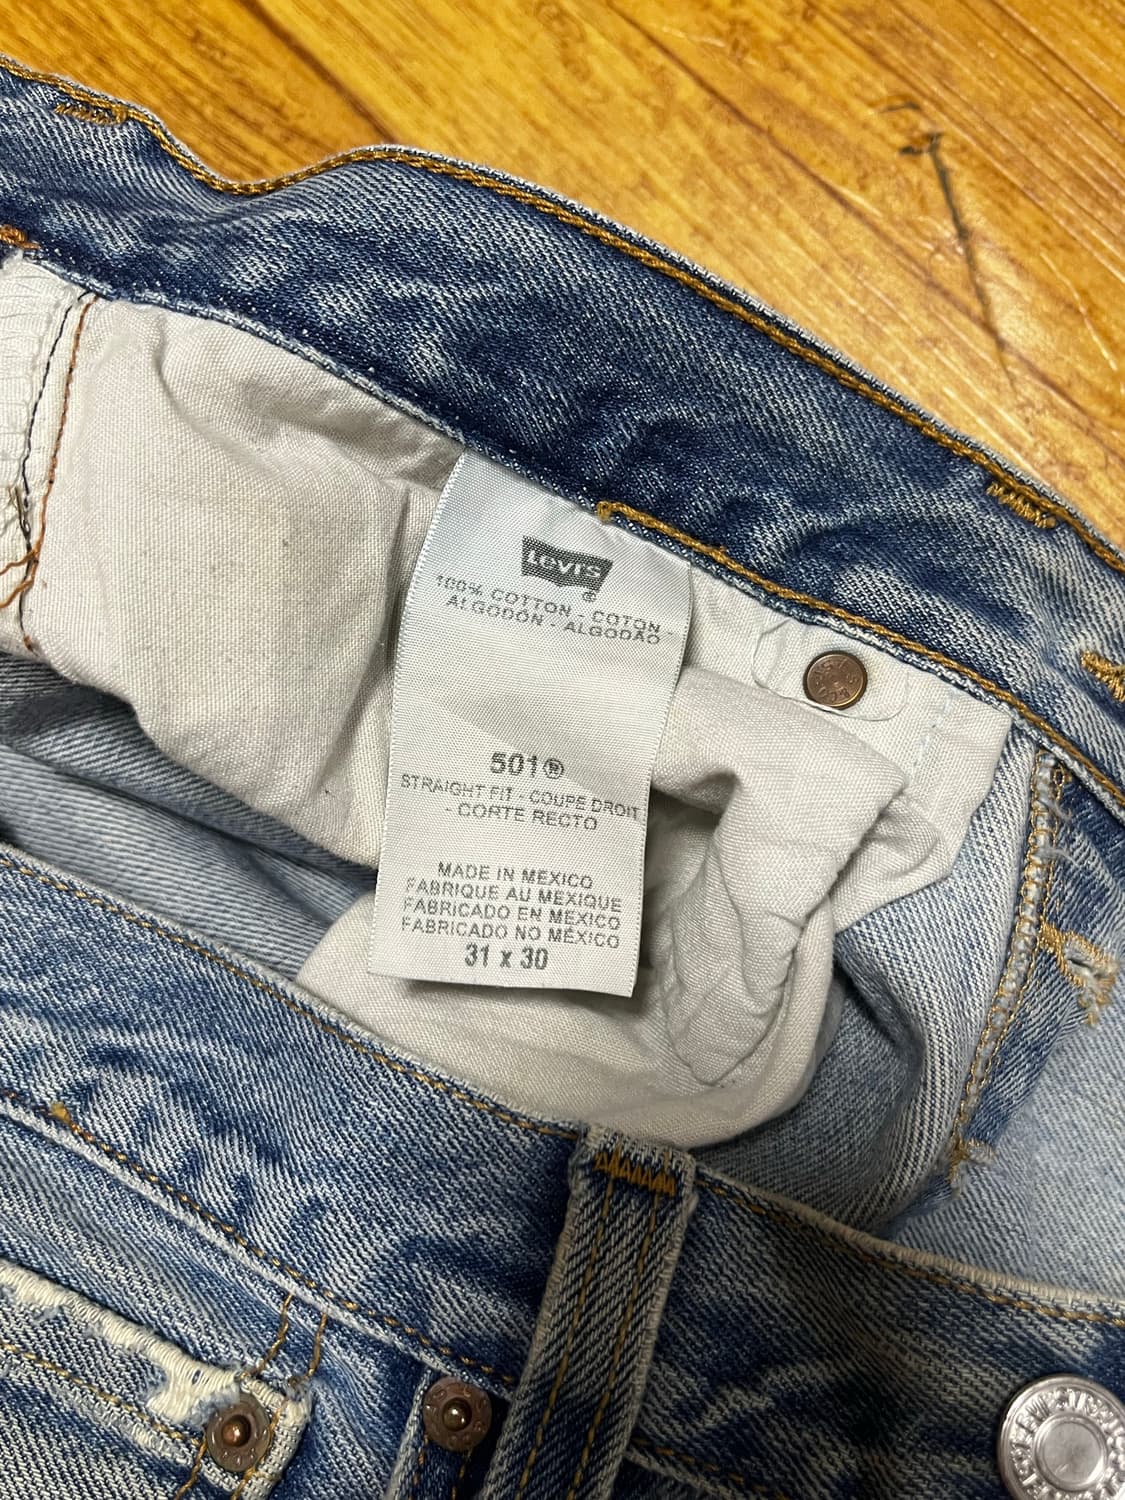 Levi's
®
100% COTTON - COTON -
ALGODÓN - ALGODÃO
501®
STRAIGHT FIT - COUPE DROIT
- CORTE RECTO
MADE IN MEXICO
FABRIQUE AU MEXIQUE
FABRICADO EN MÉXICO
FABRICADO NO MÉXICO
31 x 30